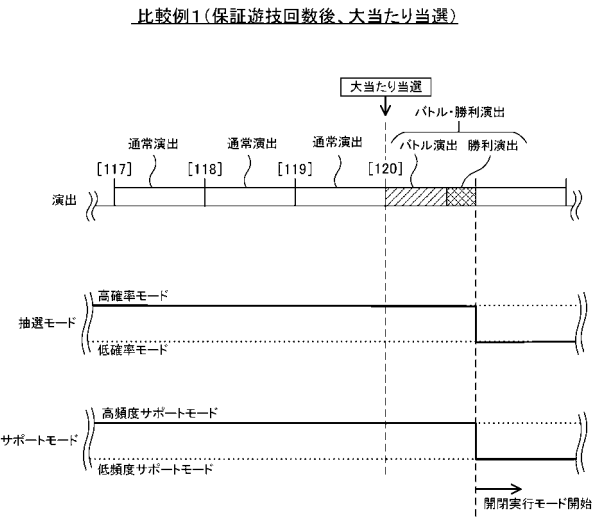 比較例1（保証遊技回数後、大当たり当選）
大当たり当選
バトル・勝利演出
通常演出 通常演出 通常演出 バトル演出 勝利演出
[117] [118] [119] [120]
演出
高確率モード
抽選モード
低確率モード
高頻度サポートモード
サポートモード
低頻度サポートモード
開閉実行モード開始